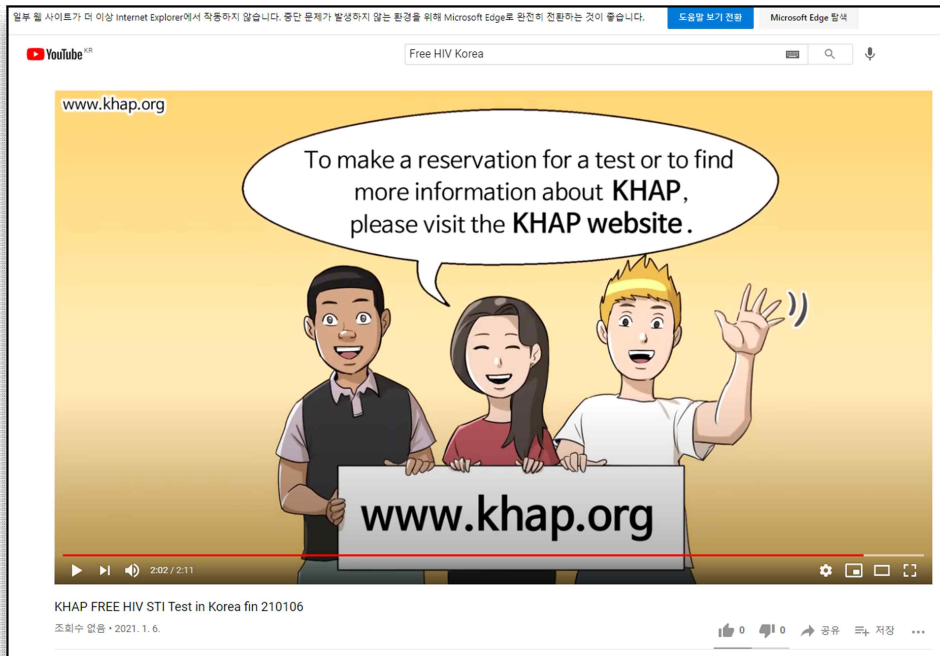 일부 웹 사이트가 더 이상 Internet Explorer에서 작동하지 않습니다. 중단 문제가 발생하지 않는 환경을 위해 Microsoft Edge로 완전히 전환하는 것이 좋습니다.
도움말 보기 전환
Microsoft Edge 탐색
YouTube KR
Free HIV Korea
www.khap.org
To make a reservation for a test or to find
more information about KHAP,
please visit the KHAP website.
www.khap.org
2:02 / 2:11
KHAP FREE HIV STI Test in Korea fin 210106
조회수 없음 • 2021. 1. 6.
0
0
공유
저장